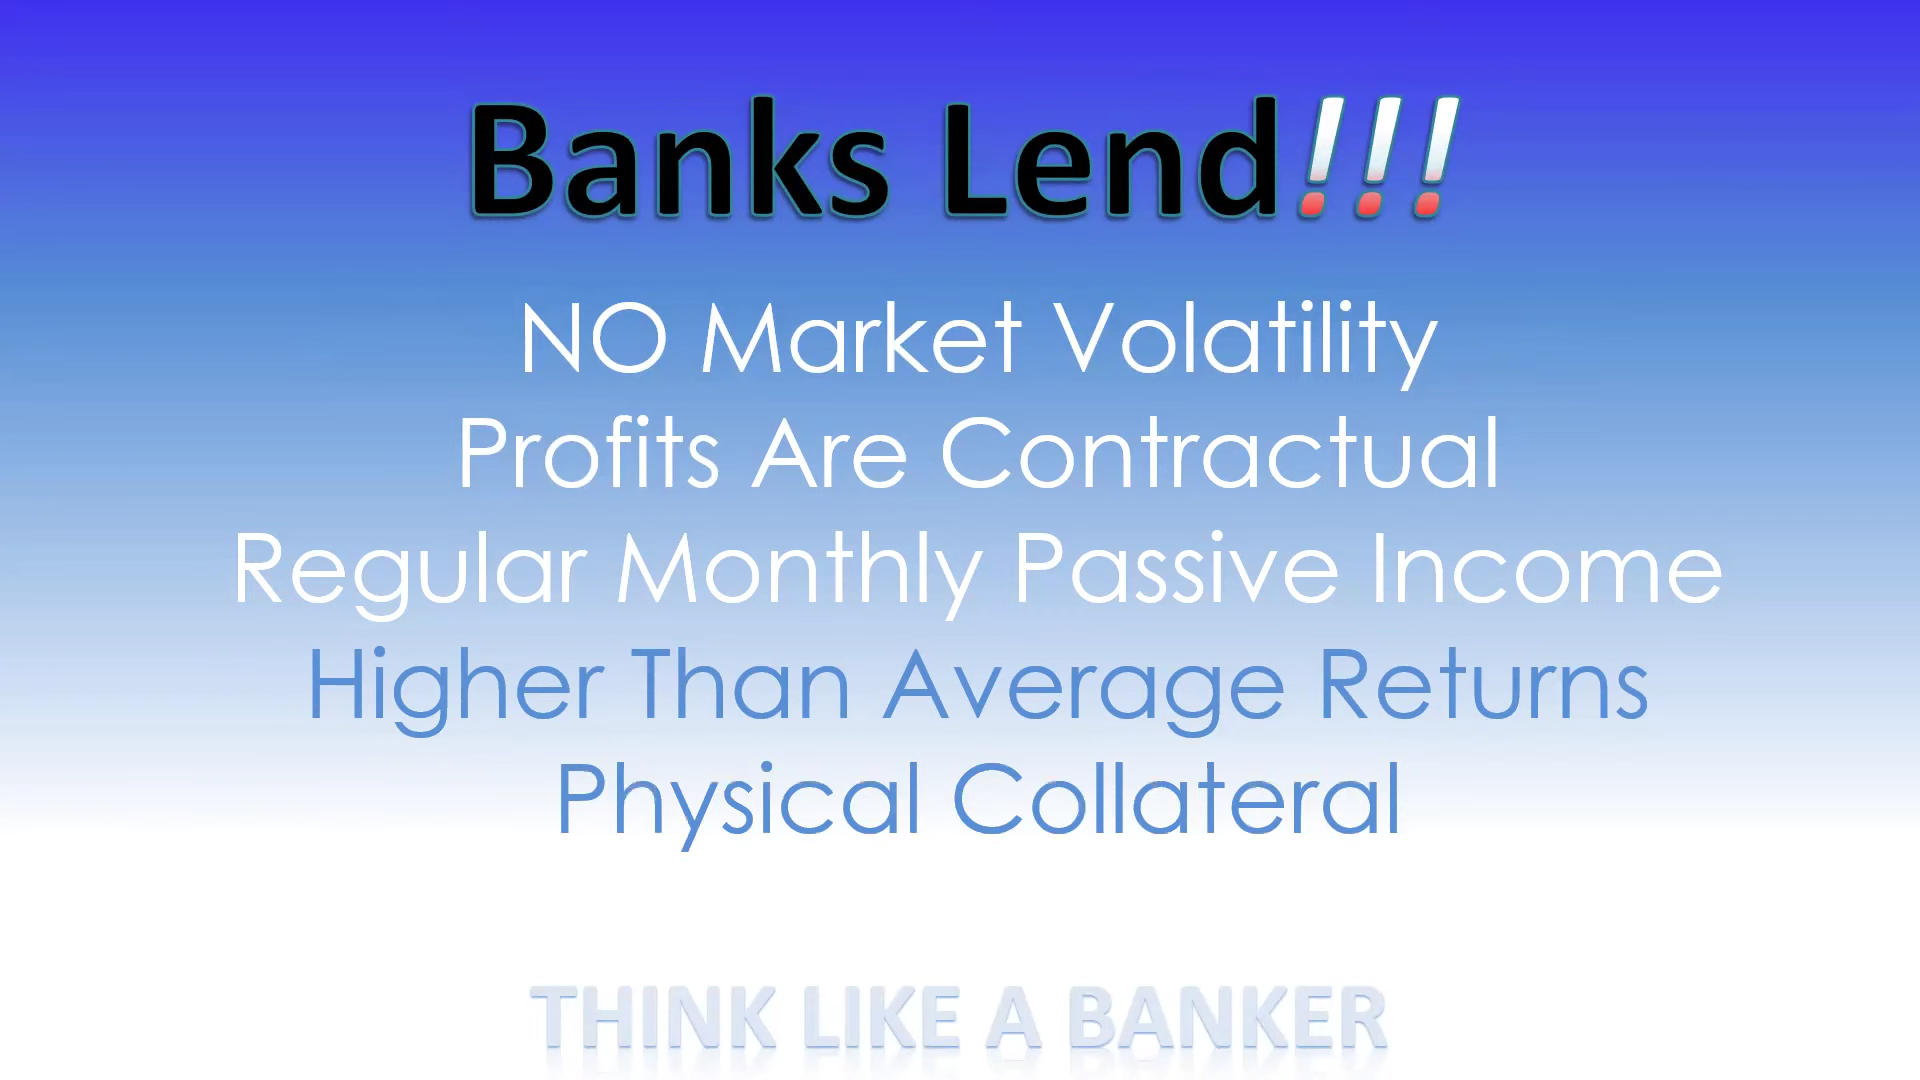 Banks Lend!!!
NO Market Volatility
Profits Are Contractual
Regular Monthly Passive Income
Higher Than Average Returns
Physical Collateral
THINK LIKE A BANKER